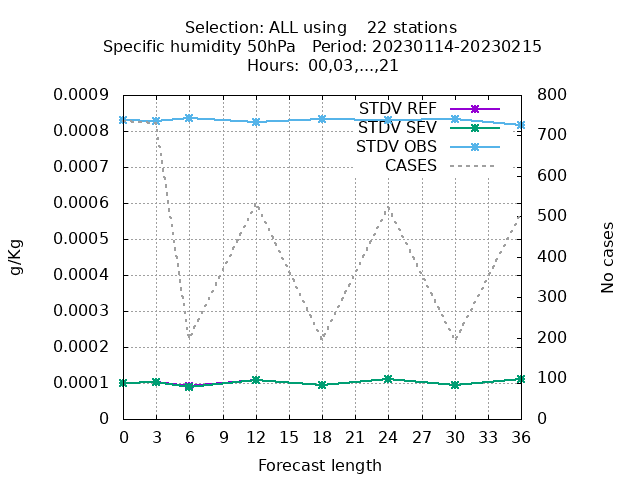 Selection: ALL using    22 stations
Specific humidity 50hPa   Period: 20230114-20230215
Hours:  00,03,...,21
STDV REF
STDV SEV
STDV OBS
CASES
0.0009
0.0008
0.0007
0.0006
0.0005
0.0004
0.0003
0.0002
0.0001
0
800
700
600
500
400
300
200
100
0
g/Kg
No cases
0 3 6 9 12 15 18 21 24 27 30 33 36
Forecast length